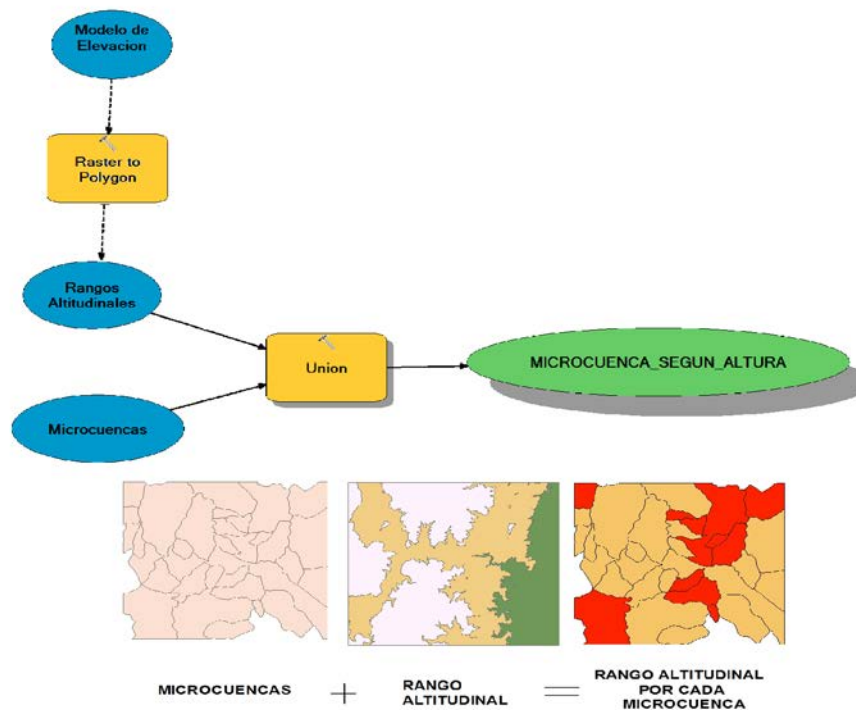 Modelo de
Elevacion
Raster to
Polygon
Rangos
Altitudinales
Union
MICROCUENCA_SEGUN_ALTURA
Microcuencas
MICROCUENCAS
RANGO
ALTITUDINAL
RANGO ALTITUDINAL
POR CADA
MICROCUENCA